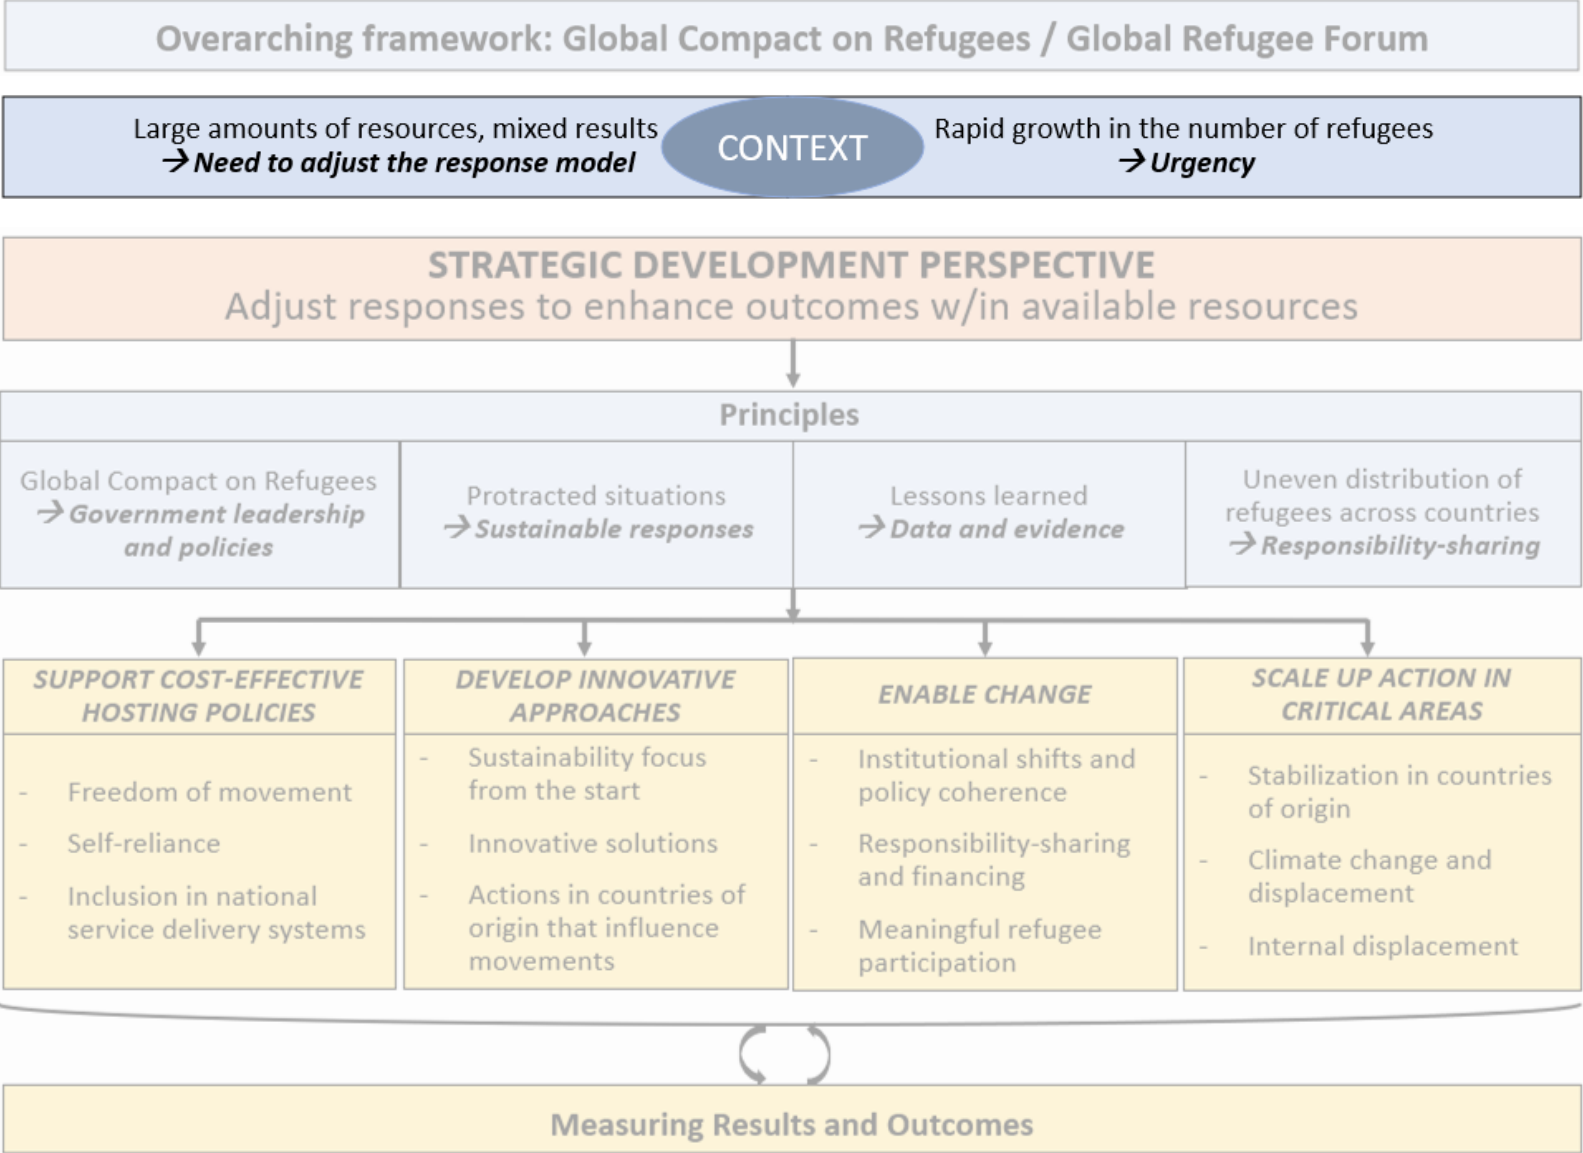 Overarching framework: Global Compact on Refugees / Global Refugee Forum
Large amounts of resources, mixed results
→ Need to adjust the response model
CONTEXT
Rapid growth in the number of refugees
→ Urgency
STRATEGIC DEVELOPMENT PERSPECTIVE
Adjust responses to enhance outcomes w/in available resources
Principles
Global Compact on Refugees
→ Government leadership
and policies
Protracted situations
→ Sustainable responses
Lessons learned
→ Data and evidence
Uneven distribution of
refugees across countries
→ Responsibility-sharing
SUPPORT COST-EFFECTIVE
HOSTING POLICIES
- Freedom of movement
- Self-reliance
- Inclusion in national
service delivery systems
DEVELOP INNOVATIVE
APPROACHES
- Sustainability focus
from the start
- Innovative solutions
- Actions in countries of
origin that influence
movements
ENABLE CHANGE
- Institutional shifts and
policy coherence
- Responsibility-sharing
and financing
- Meaningful refugee
participation
SCALE UP ACTION IN
CRITICAL AREAS
- Stabilization in countries
of origin
- Climate change and
displacement
- Internal displacement
Measuring Results and Outcomes